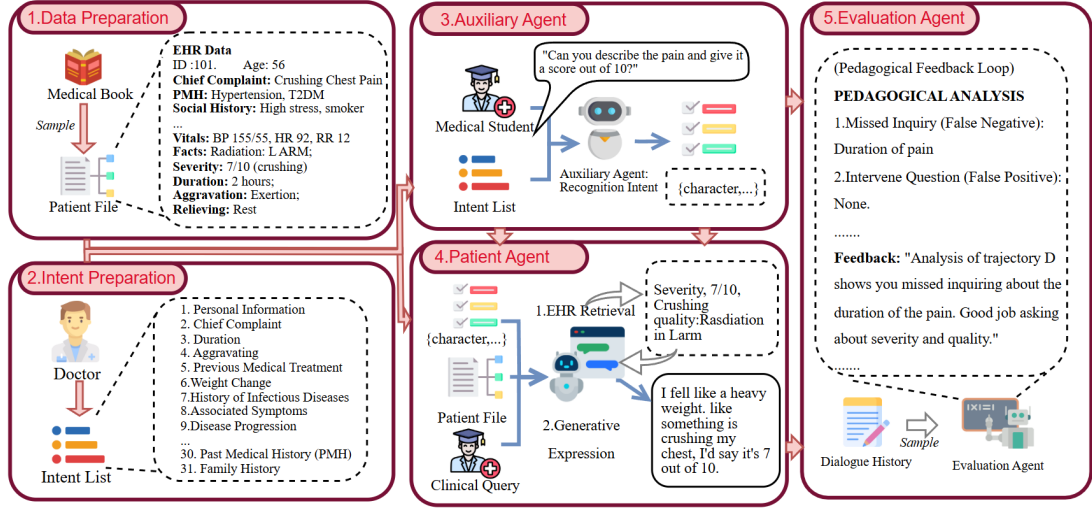 1.Data Preparation
Medical Book
Sample
Patient File
EHR Data
ID :101. Age: 56
Chief Complaint: Crushing Chest Pain
PMH: Hypertension, T2DM
Social History: High stress, smoker
...
Vitals: BP 155/55, HR 92, RR 12
Facts: Radiation: L ARM;
Severity: 7/10 (crushing)
Duration: 2 hours;
Aggravation: Exertion;
Relieving: Rest
2.Intent Preparation
Doctor
Intent List
1. Personal Information
2. Chief Complaint
3. Duration
4. Aggravating
5. Previous Medical Treatment
6.Weight Change
7.History of Infectious Diseases
8.Associated Symptoms
9.Disease Progression
...
30. Past Medical History (PMH)
31. Family History
3.Auxiliary Agent
"Can you describe the pain and give it
a score out of 10?"
Medical Student
Intent List
Auxiliary Agent:
Recognition Intent
{character,...}
4.Patient Agent
{character,...}
Patient File
Clinical Query
1.EHR Retrieval
2.Generative
Expression
Severity, 7/10,
Crushing
quality:Rasdiation
in Larm
I fell like a heavy
weight. like
something is
crushing my
chest, I'd say it's 7
out of 10.
5.Evaluation Agent
(Pedagogical Feedback Loop)
PEDAGOGICAL ANALYSIS
1.Missed Inquiry (False Negative):
Duration of pain
2.Intervene Question (False Positive):
None.
.......
Feedback: "Analysis of trajectory D
shows you missed inquiring about the
duration of the pain. Good job asking
about severity and quality."
.......
Dialogue History
Sample
Evaluation Agent